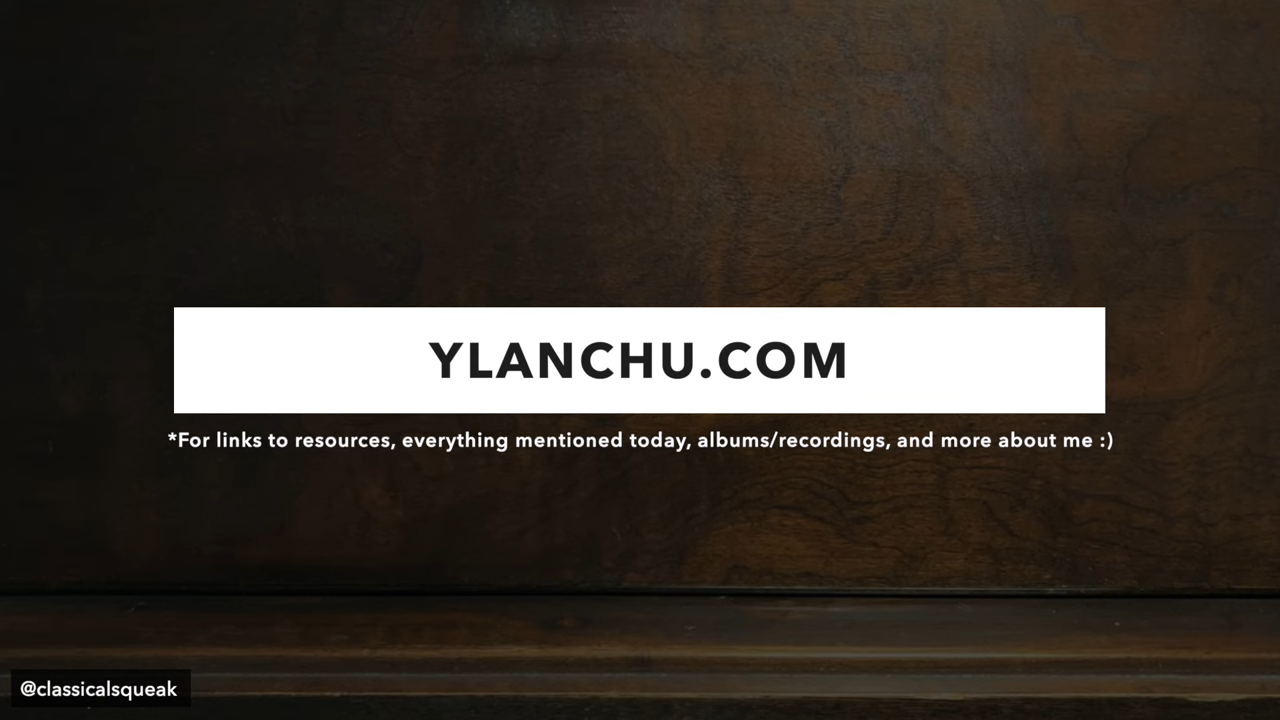 YLANCHU.COM
*For links to resources, everything mentioned today, albums/recordings, and more about me :)
@classicalsqueak